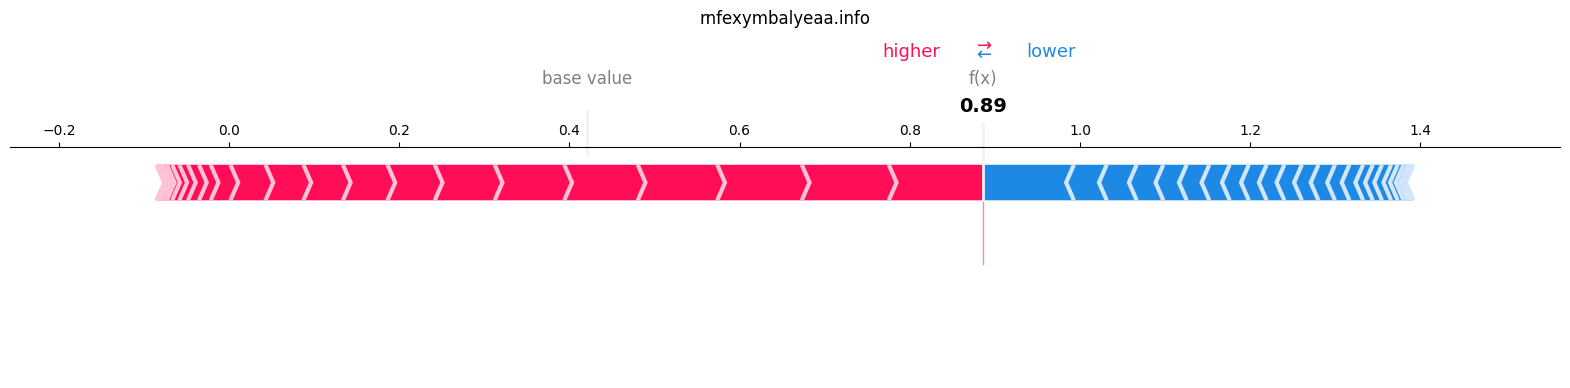 rnfexymbalyeaa.info
higher ⇄ lower
base value f(x)
0.89
−0.2 0.0 0.2 0.4 0.6 0.8 1.0 1.2 1.4